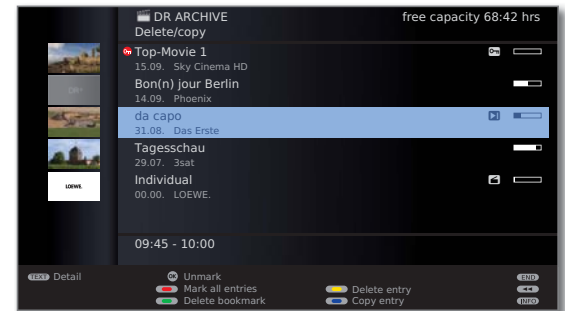 DR ARCHIVE
free capacity 68:42 hrs
Delete/copy
Top-Movie 1
15.09. Sky Cinema HD
Bon(n) jour Berlin
14.09. Phoenix
DR+
da capo
31.08. Das Erste
Tagesschau
29.07. 3sat
Individual
00.00. LOEWE.
LOEWE.
09:45 - 10:00
TEXT Detail
OK Unmark
END
Mark all entries
Delete entry
Delete bookmark
Copy entry
INFO